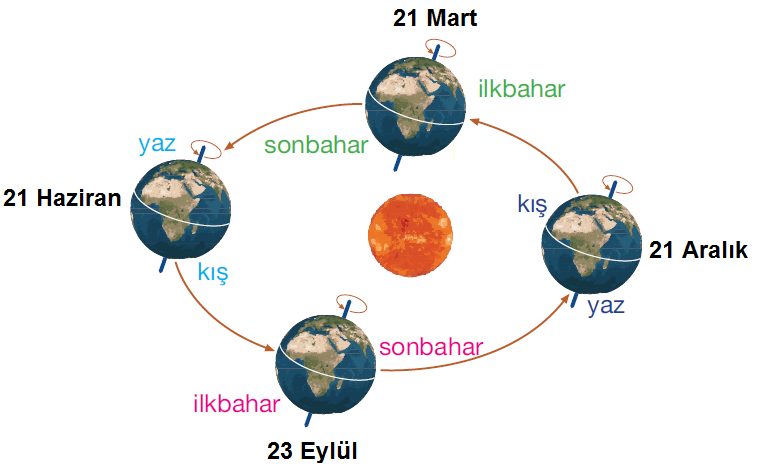 21 Mart
ilkbahar
yaz
sonbahar
21 Haziran
kış
21 Aralık
kış
yaz
sonbahar
ilkbahar
23 Eylül